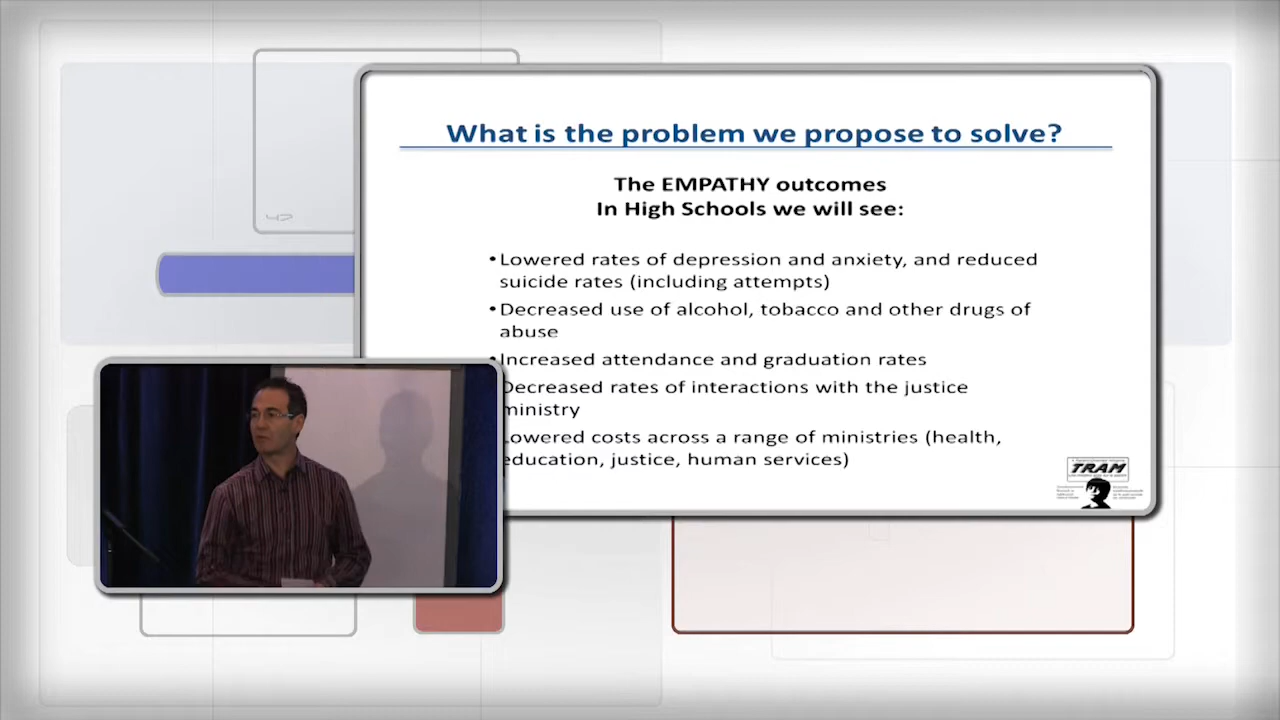 What is the problem we propose to solve?
The EMPATHY outcomes
In High Schools we will see:
•Lowered rates of depression and anxiety, and reduced
suicide rates (including attempts)
•Decreased use of alcohol, tobacco and other drugs of
abuse
•Increased attendance and graduation rates
Decreased rates of interactions with the justice
ministry
Lowered costs across a range of ministries (health,
education, justice, human services)
TRAM
47